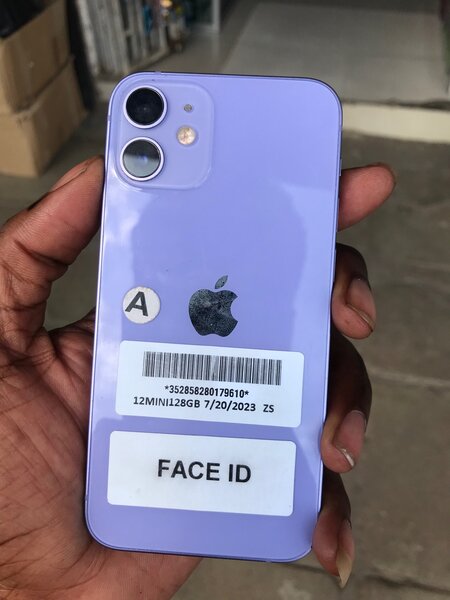 A
*352858280179610*
12MINI128GB 7/20/2023 ZS
FACE ID